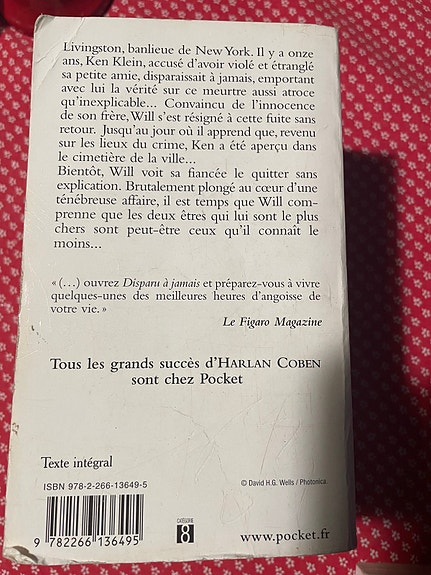 Livingston, banlieue de New York. Il y a onze
ans, Ken Klein, accusé d'avoir violé et étranglé
sa petite amie, disparaissait à jamais, emportant
avec lui la vérité sur ce meurtre aussi atroce
qu'inexplicable... Convaincu de l'innocence
de son frère, Will s'est résigné à cette fuite sans
retour. Jusqu'au jour où il apprend que, revenu
sur les lieux du crime, Ken a été aperçu dans
le cimetière de la ville...
Bientôt, Will voit sa fiancée le quitter sans
explication. Brutalement plongé au cœur d'une
ténébreuse affaire, il est temps que Will com-
prenne que les deux êtres qui lui sont le plus
chers sont peut-être ceux qu'il connaît le
moins...
« (…) ouvrez Disparu à jamais et préparez-vous à vivre
quelques-unes des meilleures heures d'angoisse de
votre vie. »
Le Figaro Magazine
Tous les grands succès d'HARLAN COBEN
sont chez Pocket
Texte intégral
ISBN 978-2-266-13649-5
© David H.G. Wells / Photonica
9 782266 136495
CATÉGORIE
8
www.pocket.fr